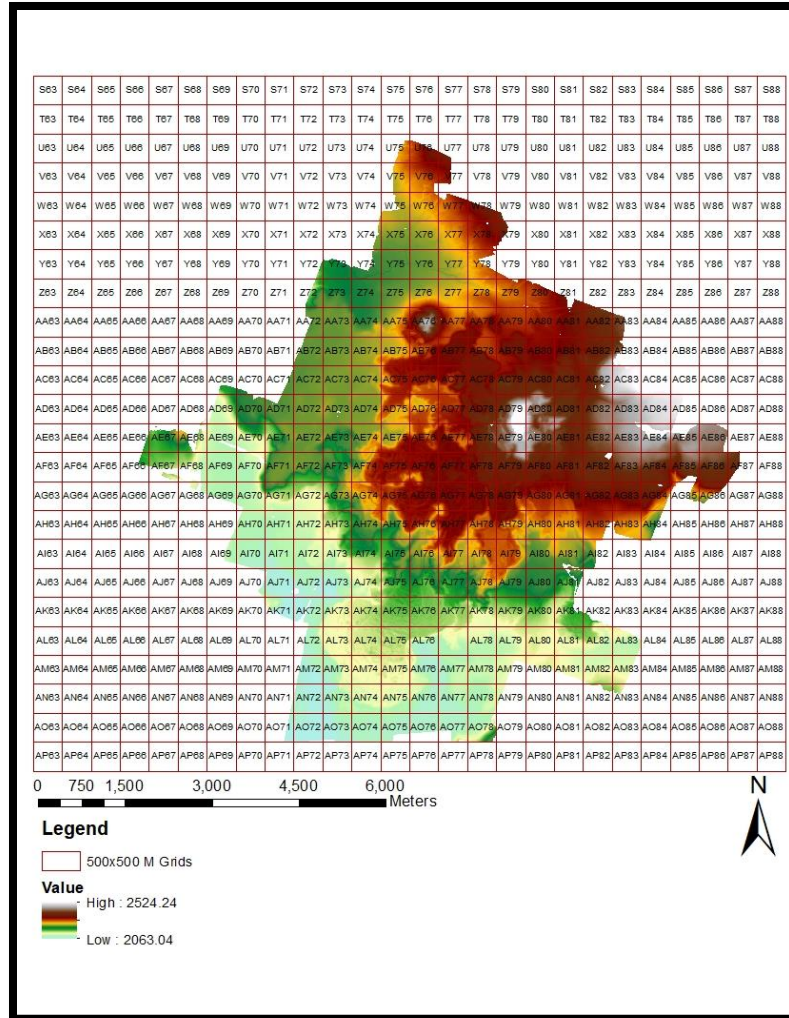 S63 S64 S65 S66 S67 S68 S69 S70 S71 S72 S73 S74 S75 S76 S77 S78 S79 S80 S81 S82 S83 S84 S85 S86 S87 S88
T63 T64 T65 T66 T67 T68 T69 T70 T71 T72 T73 T74 T75 T76 T77 T78 T79 T80 T81 T82 T83 T84 T85 T86 T87 T88
U63 U64 U65 U66 U67 U68 U69 U70 U71 U72 U73 U74 U75 U76 U77 U78 U79 U80 U81 U82 U83 U84 U85 U86 U87 U88
V63 V64 V65 V66 V67 V68 V69 V70 V71 V72 V73 V74 V75 V76 V77 V78 V79 V80 V81 V82 V83 V84 V85 V86 V87 V88
W63 W64 W65 W66 W67 W68 W69 W70 W71 W72 W73 W74 W75 W76 W77 W78 W79 W80 W81 W82 W83 W84 W85 W86 W87 W88
X63 X64 X65 X66 X67 X68 X69 X70 X71 X72 X73 X74 X75 X76 X77 X78 X79 X80 X81 X82 X83 X84 X85 X86 X87 X88
Y63 Y64 Y65 Y66 Y67 Y68 Y69 Y70 Y71 Y72 Y73 Y74 Y75 Y76 Y77 Y78 Y79 Y80 Y81 Y82 Y83 Y84 Y85 Y86 Y87 Y88
Z63 Z64 Z65 Z66 Z67 Z68 Z69 Z70 Z71 Z72 Z73 Z74 Z75 Z76 Z77 Z78 Z79 Z80 Z81 Z82 Z83 Z84 Z85 Z86 Z87 Z88
AA63 AA64 AA65 AA66 AA67 AA68 AA69 AA70 AA71 AA72 AA73 AA74 AA75 AA76 AA77 AA78 AA79 AA80 AA81 AA82 AA83 AA84 AA85 AA86 AA87 AA88
AB63 AB64 AB65 AB66 AB67 AB68 AB69 AB70 AB71 AB72 AB73 AB74 AB75 AB76 AB77 AB78 AB79 AB80 AB81 AB82 AB83 AB84 AB85 AB86 AB87 AB88
AC63 AC64 AC65 AC66 AC67 AC68 AC69 AC70 AC71 AC72 AC73 AC74 AC75 AC76 AC77 AC78 AC79 AC80 AC81 AC82 AC83 AC84 AC85 AC86 AC87 AC88
AD63 AD64 AD65 AD66 AD67 AD68 AD69 AD70 AD71 AD72 AD73 AD74 AD75 AD76 AD77 AD78 AD79 AD80 AD81 AD82 AD83 AD84 AD85 AD86 AD87 AD88
AE63 AE64 AE65 AE66 AE67 AE68 AE69 AE70 AE71 AE72 AE73 AE74 AE75 AE76 AE77 AE78 AE79 AE80 AE81 AE82 AE83 AE84 AE85 AE86 AE87 AE88
AF63 AF64 AF65 AF66 AF67 AF68 AF69 AF70 AF71 AF72 AF73 AF74 AF75 AF76 AF77 AF78 AF79 AF80 AF81 AF82 AF83 AF84 AF85 AF86 AF87 AF88
AG63 AG64 AG65 AG66 AG67 AG68 AG69 AG70 AG71 AG72 AG73 AG74 AG75 AG76 AG77 AG78 AG79 AG80 AG81 AG82 AG83 AG84 AG85 AG86 AG87 AG88
AH63 AH64 AH65 AH66 AH67 AH68 AH69 AH70 AH71 AH72 AH73 AH74 AH75 AH76 AH77 AH78 AH79 AH80 AH81 AH82 AH83 AH84 AH85 AH86 AH87 AH88
AI63 AI64 AI65 AI66 AI67 AI68 AI69 AI70 AI71 AI72 AI73 AI74 AI75 AI76 AI77 AI78 AI79 AI80 AI81 AI82 AI83 AI84 AI85 AI86 AI87 AI88
AJ63 AJ64 AJ65 AJ66 AJ67 AJ68 AJ69 AJ70 AJ71 AJ72 AJ73 AJ74 AJ75 AJ76 AJ77 AJ78 AJ79 AJ80 AJ81 AJ82 AJ83 AJ84 AJ85 AJ86 AJ87 AJ88
AK63 AK64 AK65 AK66 AK67 AK68 AK69 AK70 AK71 AK72 AK73 AK74 AK75 AK76 AK77 AK78 AK79 AK80 AK81 AK82 AK83 AK84 AK85 AK86 AK87 AK88
AL63 AL64 AL65 AL66 AL67 AL68 AL69 AL70 AL71 AL72 AL73 AL74 AL75 AL76 AL78 AL79 AL80 AL81 AL82 AL83 AL84 AL85 AL86 AL87 AL88
AM63 AM64 AM65 AM66 AM67 AM68 AM69 AM70 AM71 AM72 AM73 AM74 AM75 AM76 AM77 AM78 AM79 AM80 AM81 AM82 AM83 AM84 AM85 AM86 AM87 AM88
AN63 AN64 AN65 AN66 AN67 AN68 AN69 AN70 AN71 AN72 AN73 AN74 AN75 AN76 AN77 AN78 AN79 AN80 AN81 AN82 AN83 AN84 AN85 AN86 AN87 AN88
AO63 AO64 AO65 AO66 AO67 AO68 AO69 AO70 AO71 AO72 AO73 AO74 AO75 AO76 AO77 AO78 AO79 AO80 AO81 AO82 AO83 AO84 AO85 AO86 AO87 AO88
AP63 AP64 AP65 AP66 AP67 AP68 AP69 AP70 AP71 AP72 AP73 AP74 AP75 AP76 AP77 AP78 AP79 AP80 AP81 AP82 AP83 AP84 AP85 AP86 AP87 AP88
0 750 1,500 3,000 4,500 6,000
Meters
N
Legend
500x500 M Grids
Value
High : 2524.24
Low : 2063.04